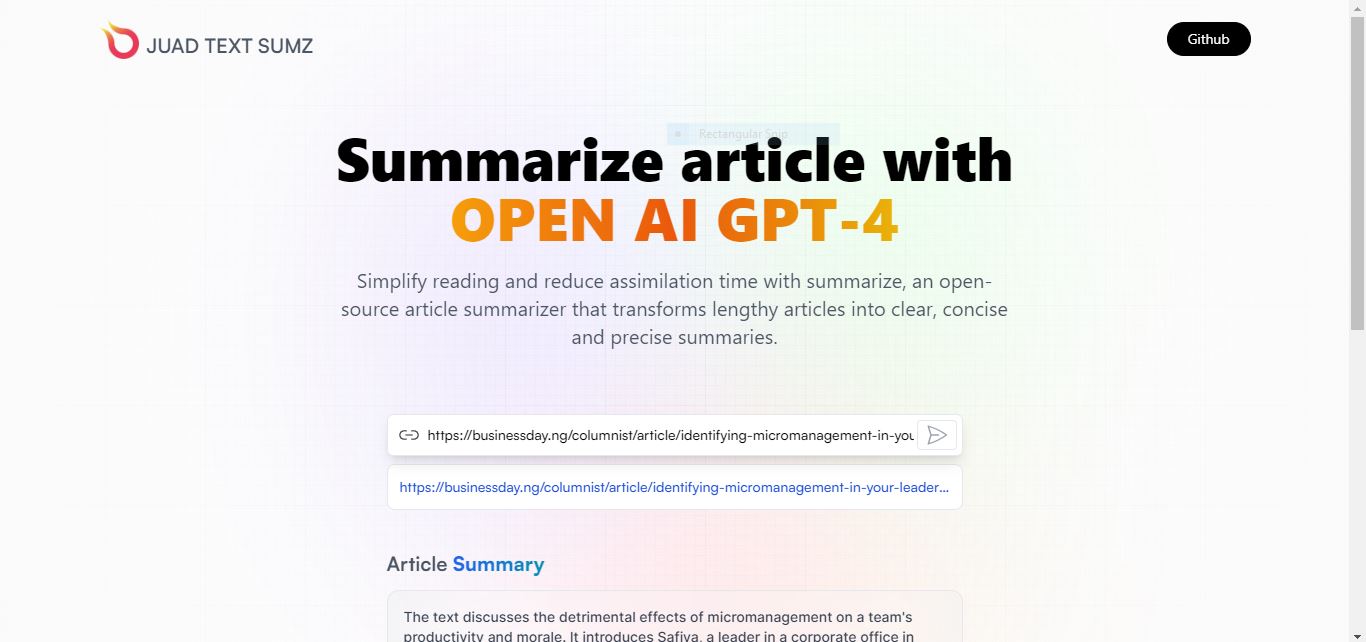 JUAD TEXT SUMZ
Github
Rectangular Snip
Summarize article with
OPEN AI GPT-4
Simplify reading and reduce assimilation time with summarize, an open-
source article summarizer that transforms lengthy articles into clear, concise
and precise summaries.
https://businessday.ng/columnist/article/identifying-micromanagement-in-you
https://businessday.ng/columnist/article/identifying-micromanagement-in-your-leader...
Article Summary
The text discusses the detrimental effects of micromanagement on a team's
productivity and morale. It introduces Safiya, a leader in a corporate office in